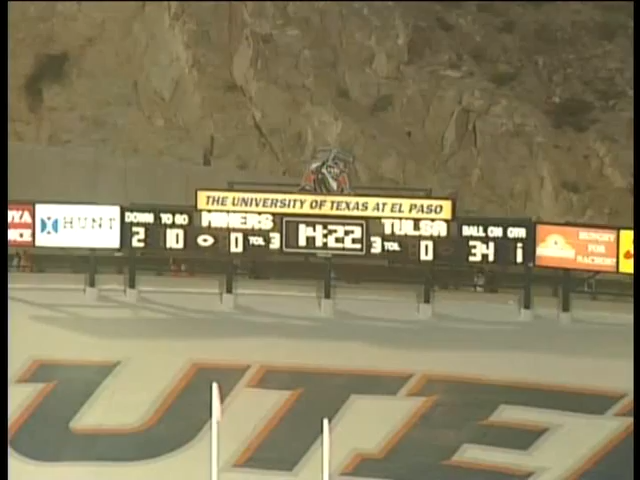 THE UNIVERSITY OF TEXAS AT EL PASO
HUNT
DOWN TO GO MINERS TULSA BALL ON QTR
2 10 0 TOL 3 14:22 3 TOL 0 34 1
HUNGRY
FOR
NACHOS?
UTE